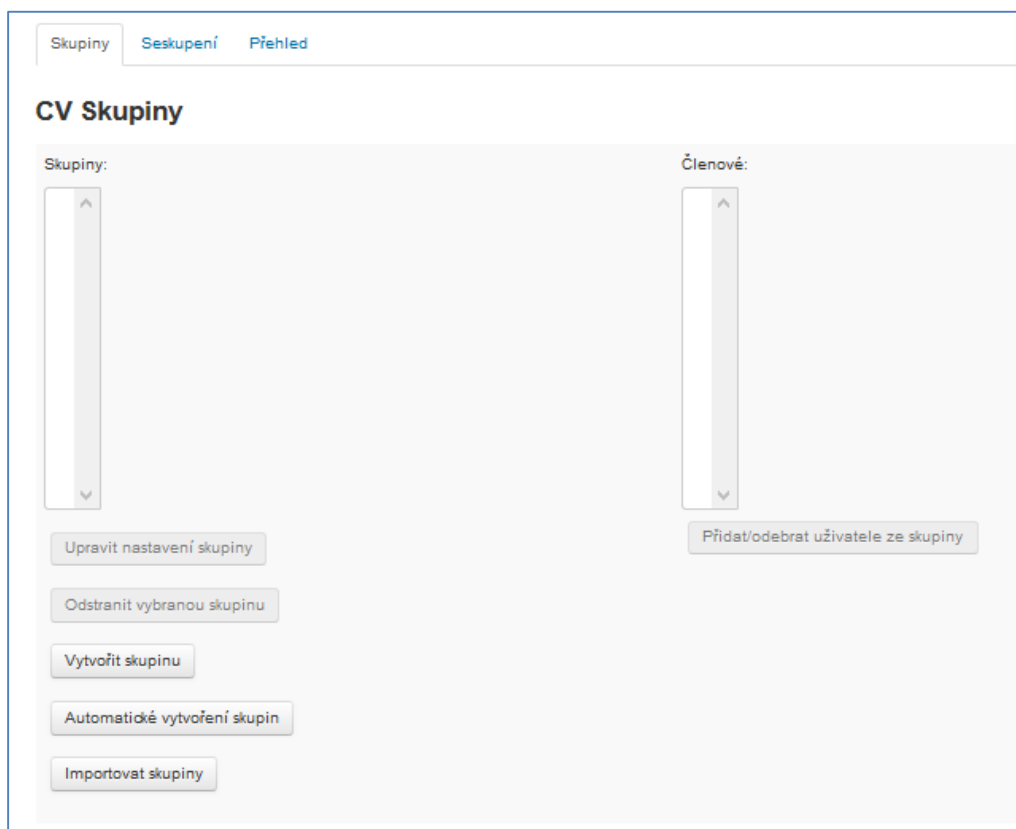 Skupiny Seskupení Přehled
CV Skupiny
Skupiny:
Členové:
Upravit nastavení skupiny
Přidat/odebrat uživatele ze skupiny
Odstranit vybranou skupinu
Vytvořit skupinu
Automatické vytvoření skupin
Importovat skupiny